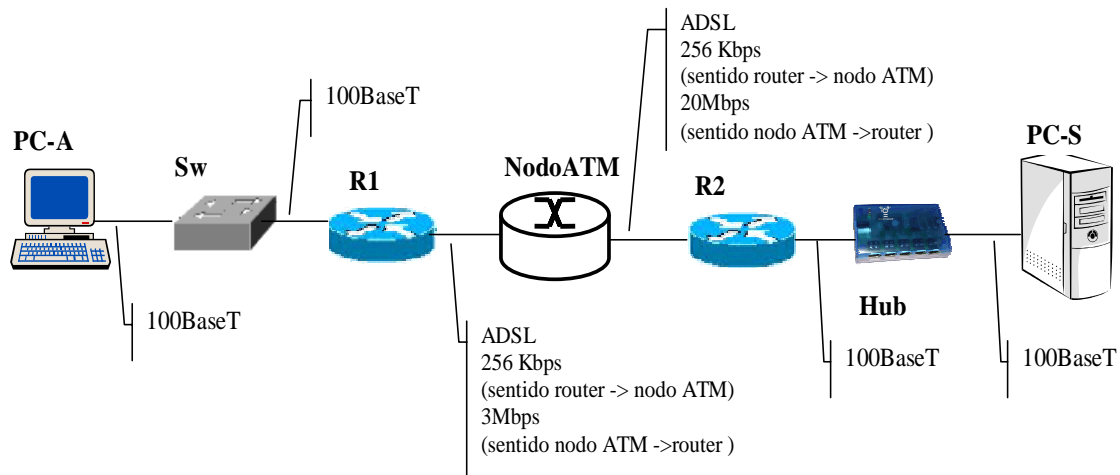 ADSL
256 Kbps
(sentido router -> nodo ATM)
20Mbps
(sentido nodo ATM ->router )
100BaseT
PC-A
Sw
R1
NodoATM
R2
PC-S
Hub
100BaseT
ADSL
256 Kbps
(sentido router -> nodo ATM)
3Mbps
(sentido nodo ATM ->router )
100BaseT
100BaseT